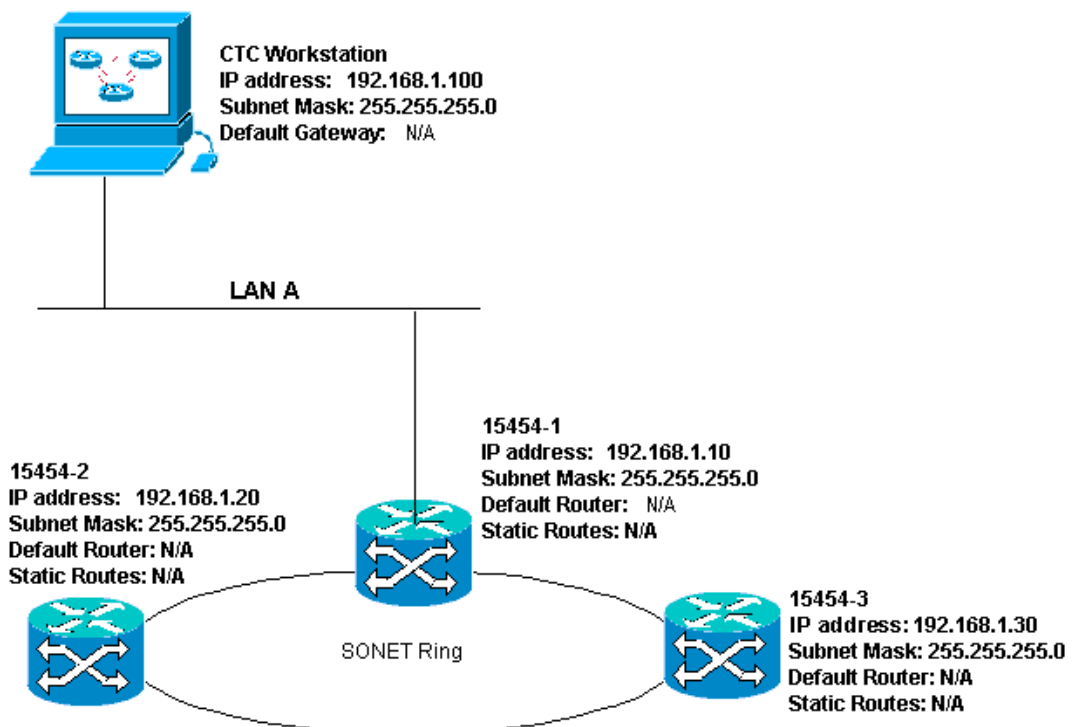 CTC Workstation
IP address: 192.168.1.100
Subnet Mask: 255.255.255.0
Default Gateway: N/A
LAN A
15454-1
IP address: 192.168.1.10
Subnet Mask: 255.255.255.0
Default Router: N/A
Static Routes: N/A
15454-2
IP address: 192.168.1.20
Subnet Mask: 255.255.255.0
Default Router: N/A
Static Routes: N/A
SONET Ring
15454-3
IP address: 192.168.1.30
Subnet Mask: 255.255.255.0
Default Router: N/A
Static Routes: N/A